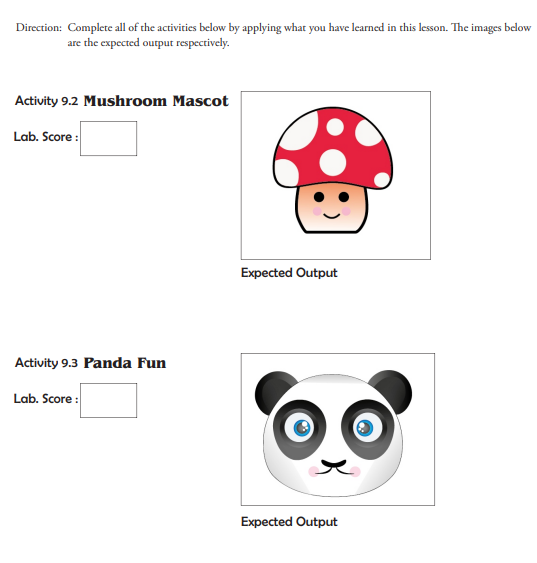 Direction: Complete all of the activities below by applying what you have learned in this lesson. The images below
are the expected output respectively.
Activity 9.2 Mushroom Mascot
Lab. Score :
Expected Output
Activity 9.3 Panda Fun
Lab. Score :
Expected Output